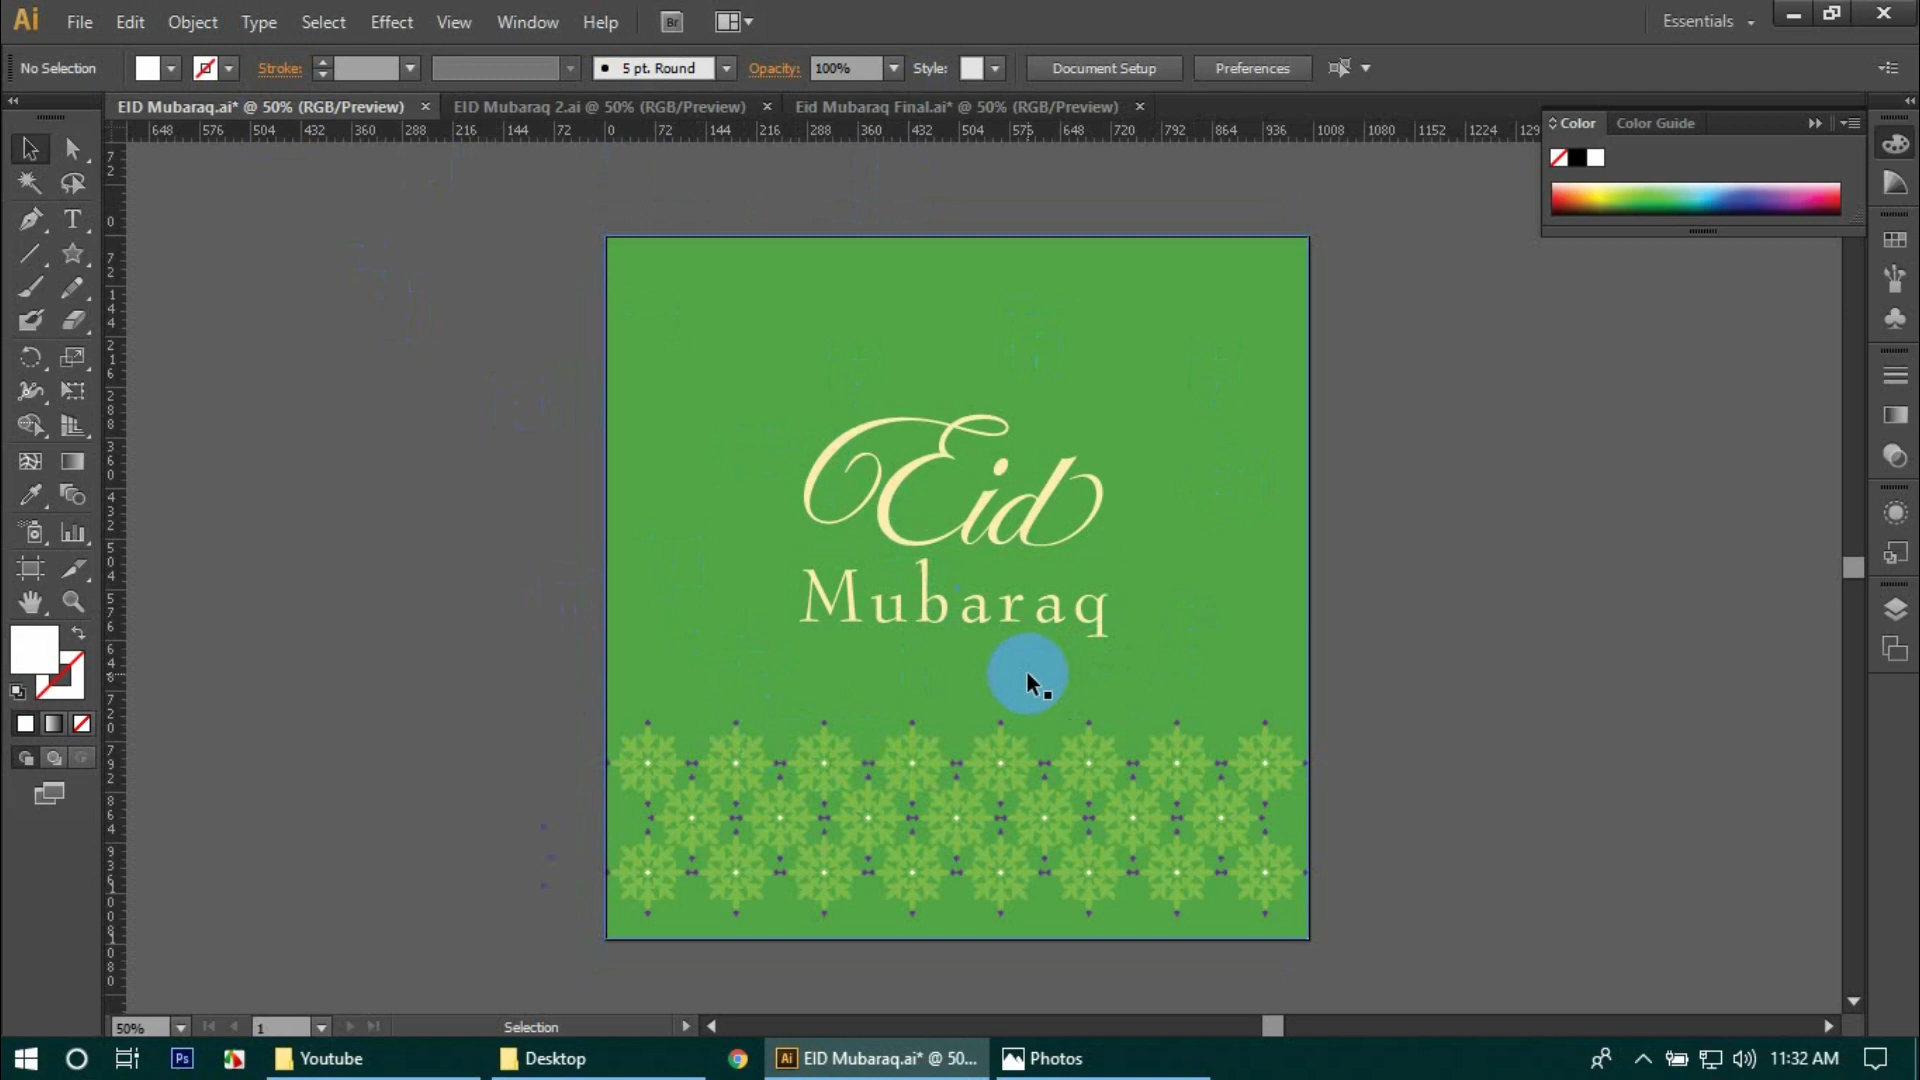 Ai File Edit Object Type Select Effect View Window Help Br Essentials
No Selection Stroke: 5 pt. Round Opacity: 100% Style: Document Setup Preferences
EID Mubaraq.ai* @ 50% (RGB/Preview) × EID Mubaraq 2.ai @ 50% (RGB/Preview) × Eid Mubaraq Final.ai* @ 50% (RGB/Preview) ×
648 576 504 432 360 288 216 144 72 0 72 144 216 288 360 432 504 576 648 720 792 864 936 1008 1080 1152 1224 129
Color Color Guide
Eid
Mubaraq
50% 1 Selection
Ps Youtube Desktop Ai EID Mubaraq.ai* @ 50... Photos 11:32 AM